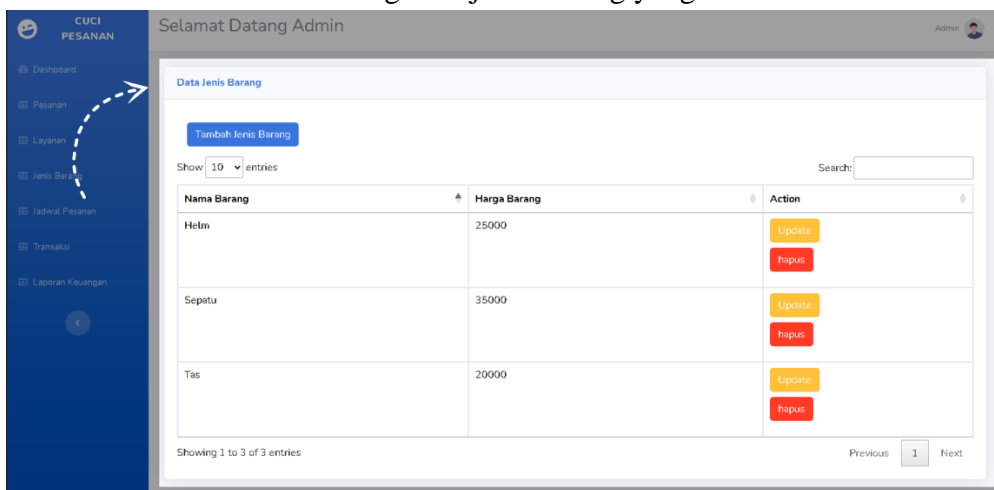 CUCI
PESANAN
Selamat Datang Admin
Admin
Dashboard
Pesanan
Layanan
Jenis Barang
Jadwal Pesanan
Transaksi
Laporan Keuangan
Data Jenis Barang
Tambah Jenis Barang
Show 10 entries
Search:
Nama Barang Harga Barang Action
Helm 25000 Update
hapus
Sepatu 35000 Update
hapus
Tas 20000 Update
hapus
Showing 1 to 3 of 3 entries
Previous 1 Next